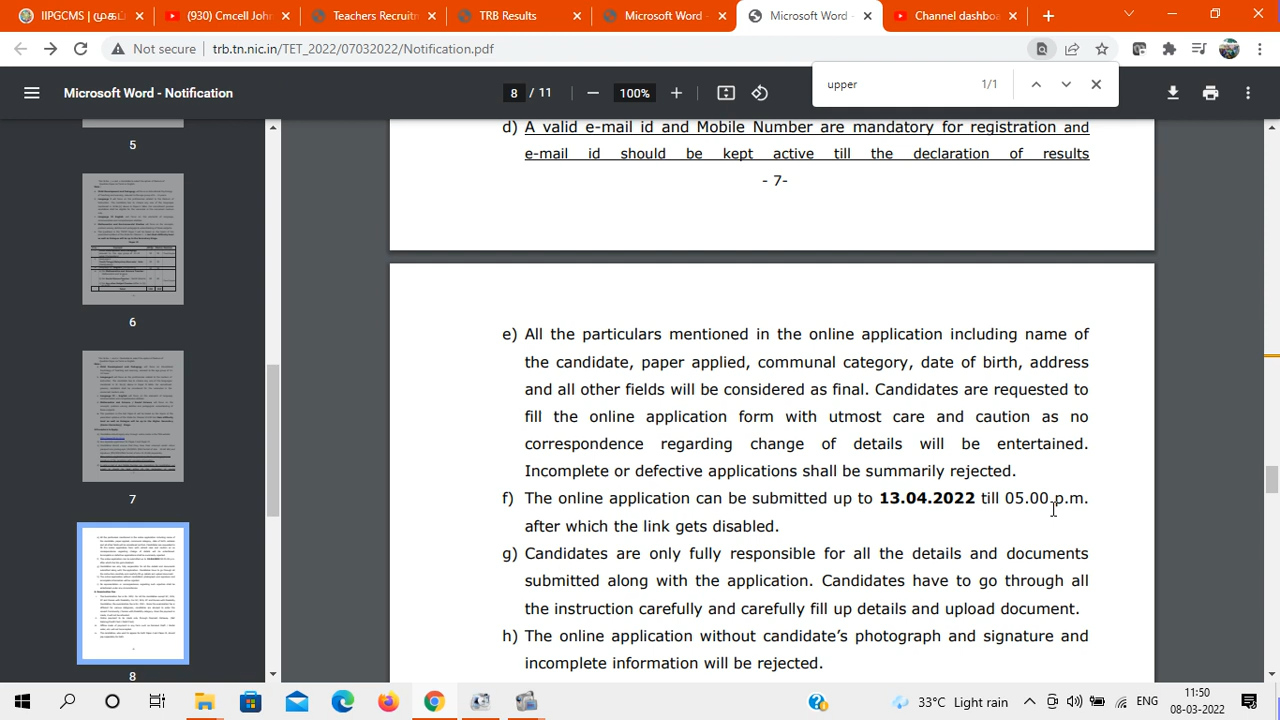 IIPGCMS | முகப்
(930) Cmcell Joh
Teachers Recruitm
TRB Results
Microsoft Word -
Microsoft Word -
Channel dashboa
Not secure | trb.tn.nic.in/TET_2022/07032022/Notification.pdf
upper 1/1
Microsoft Word - Notification
8 / 11
100%
5
6
7
8
d) A valid e-mail id and Mobile Number are mandatory for registration and
e-mail id should be kept active till the declaration of results
- 7-
e) All the particulars mentioned in the online application including name of
the candidate, paper applied, communal category, date of birth, address
and all other fields will be considered as final. Candidates are requested to
fill the online application form with utmost care and caution as no
correspondence regarding change of details will be entertained.
Incomplete or defective applications shall be summarily rejected.
f) The online application can be submitted up to 13.04.2022 till 05.00 p.m.
after which the link gets disabled.
g) Candidates are only fully responsible for all the details and documents
submitted along with the application. Candidates have to go through all
the instruction carefully and carefully fill up details and upload document.
h) The online application without candidate's photograph and signature and
incomplete information will be rejected.
33°C Light rain
ENG
11:50
08-03-2022